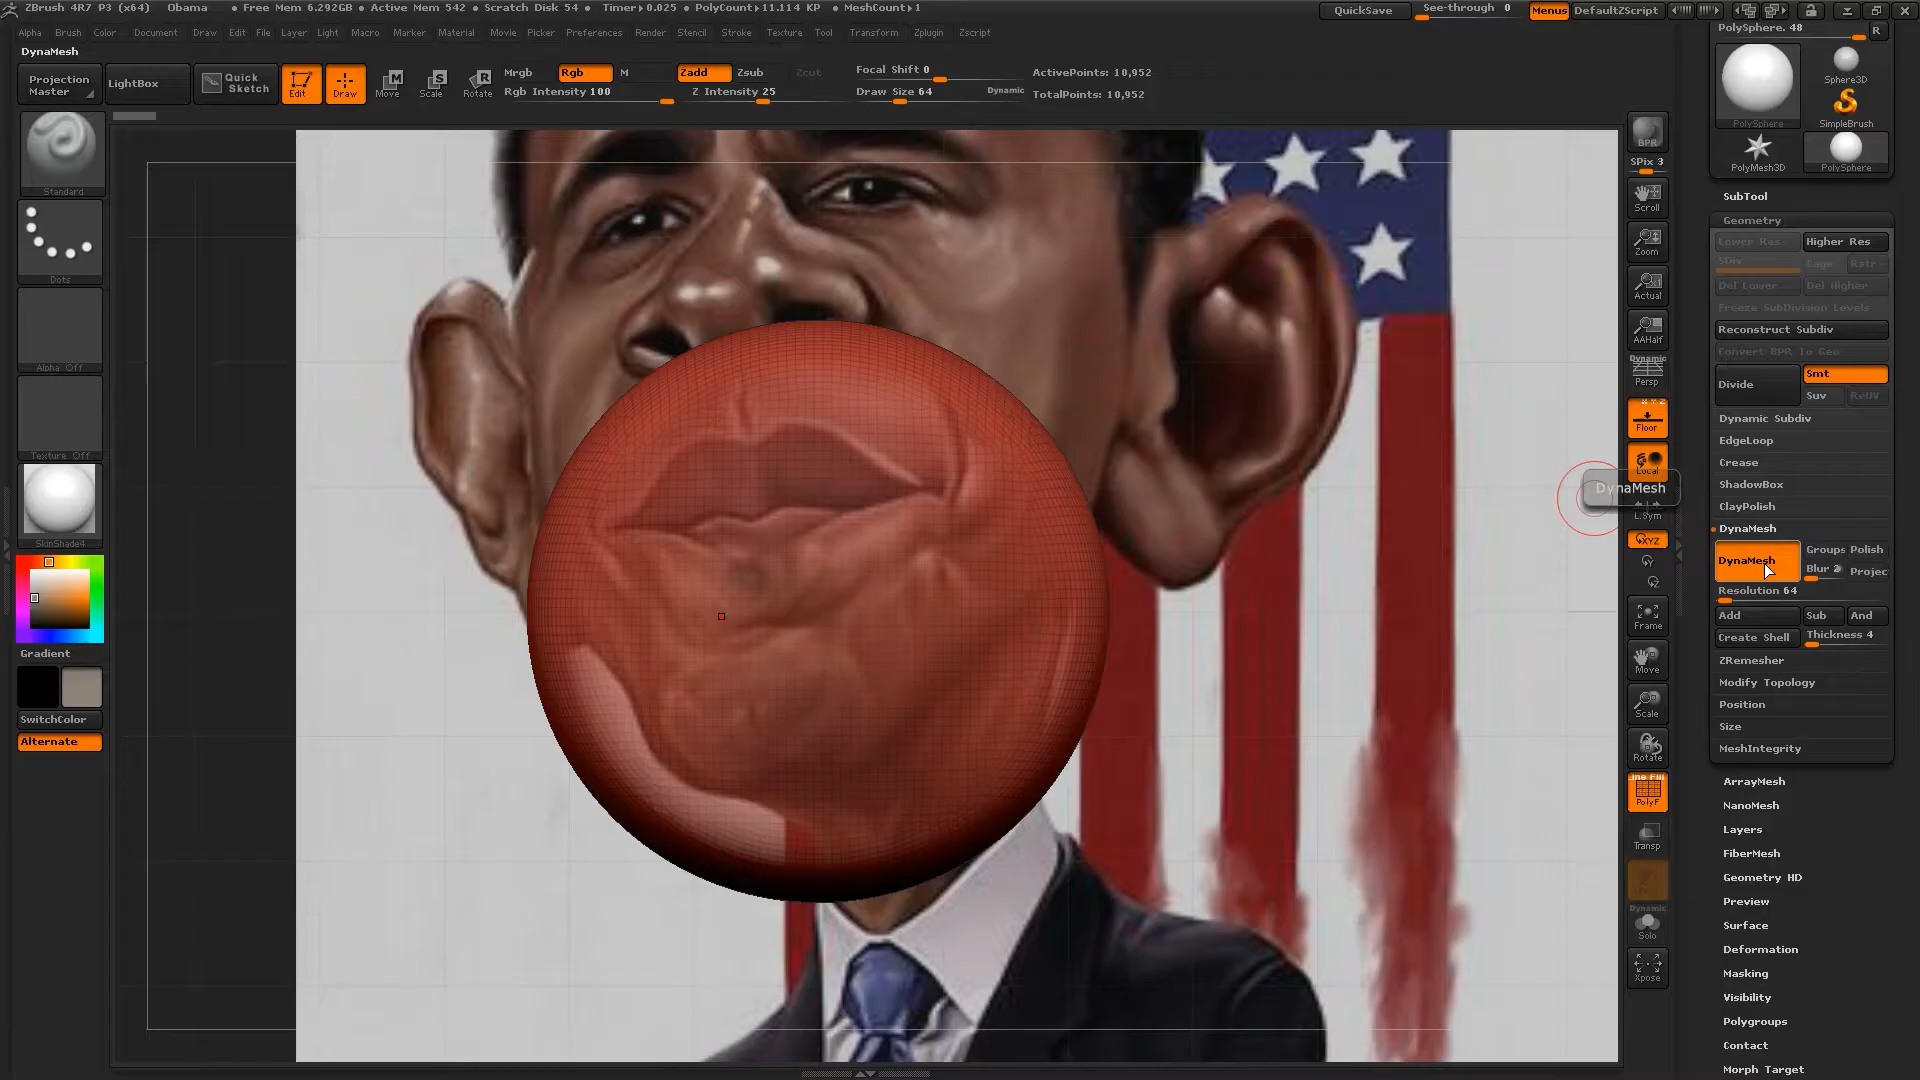 ZBrush 4R7 P3 (x64) Obama • Free Mem 6.292GB • Active Mem 542 • Scratch Disk 54 • Timer▸0.025 • PolyCount▸11.114 KP • MeshCount▸1
QuickSave
See-through 0
Menus
DefaultZScript
Alpha Brush Color Document Draw Edit File Layer Light Macro Marker Material Movie Picker Preferences Render Stencil Stroke Texture Tool Transform Zplugin Zscript
DynaMesh
Projection Master
LightBox
Quick Sketch
Edit
Draw
Move
Scale
Rotate
Mrgb
Rgb
M
Rgb Intensity 100
Zadd
Zsub
Zcut
Z Intensity 25
Focal Shift 0
Draw Size 64
Dynamic
ActivePoints: 10,952
TotalPoints: 10,952
Standard
Dots
Alpha Off
Texture Off
SkinShade4
Gradient
SwitchColor
Alternate
BPR
SPix 3
Scroll
Zoom
Actual
AAHalf
Dynamic
Persp
X Y Z
Floor
Local
DynaMesh
L.Sym
XYZ
Y
Z
Frame
Move
Scale
Rotate
Line Fill
PolyF
Transp
Dynamic
Solo
Xpose
PolySphere. 48
R
PolySphere
Sphere3D
SimpleBrush
PolyMesh3D
PolySphere
SubTool
Geometry
Lower Res
Higher Res
SDiv
Cage
Rstr
Del Lower
Del Higher
Freeze SubDivision Levels
Reconstruct Subdiv
Convert BPR To Geo
Divide
Smt
Suv
ReUV
Dynamic Subdiv
EdgeLoop
Crease
ShadowBox
ClayPolish
DynaMesh
DynaMesh
Groups
Polish
Blur 2
Projec
Resolution 64
Add
Sub
And
Create Shell
Thickness 4
ZRemesher
Modify Topology
Position
Size
MeshIntegrity
ArrayMesh
NanoMesh
Layers
FiberMesh
Geometry HD
Preview
Surface
Deformation
Masking
Visibility
Polygroups
Contact
Morph Target